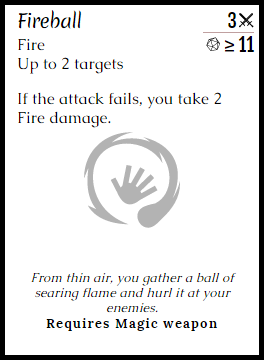 Fireball 3
Fire ≥ 11
Up to 2 targets
If the attack fails, you take 2
Fire damage.
From thin air, you gather a ball of
searing flame and hurl it at your
enemies.
Requires Magic weapon